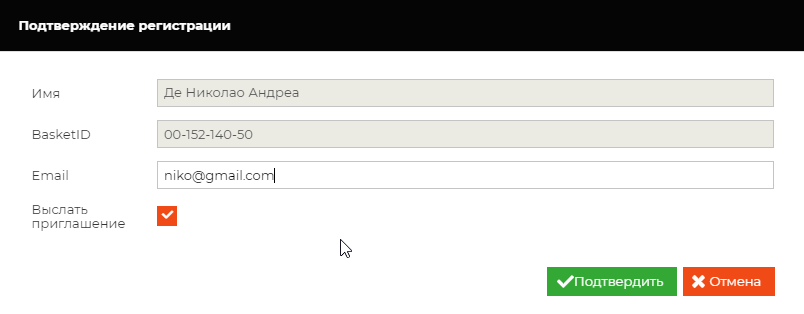 Подтверждение регистрации
Имя
Де Николао Андреа
BasketID
00-152-140-50
Email
niko@gmail.com
Выслать
приглашение
Подтвердить
Отмена